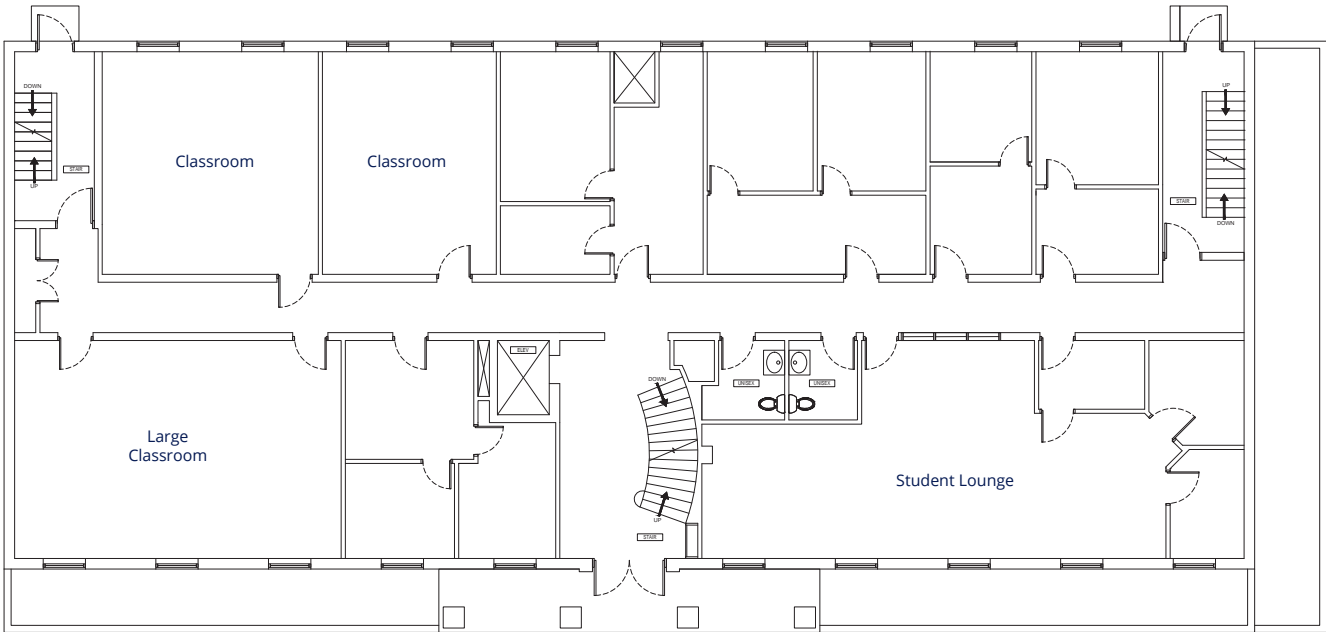 DOWN
UP
STAIR
Classroom
Classroom
UP
STAIR
DOWN
ELEV
DOWN
UNISEX
UNISEX
Large
Classroom
Student Lounge
UP
STAIR